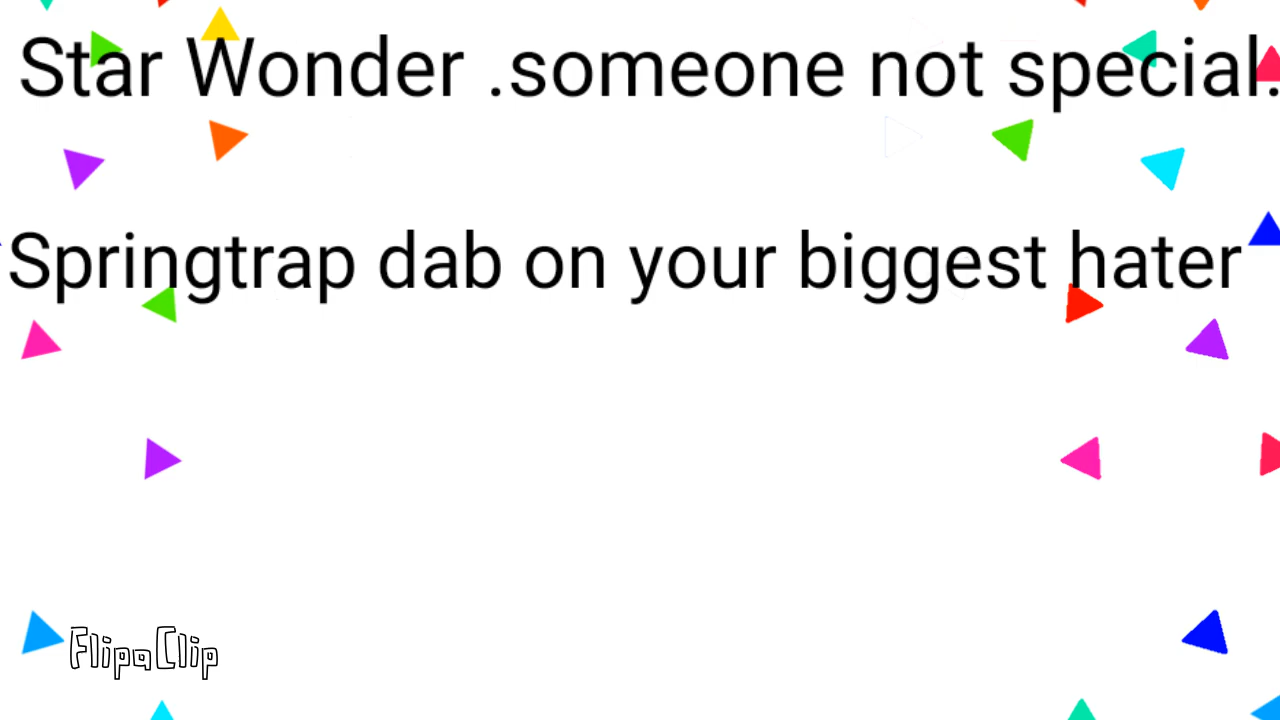 Star Wonder .someone not special.
Springtrap dab on your biggest hater
FlipaClip